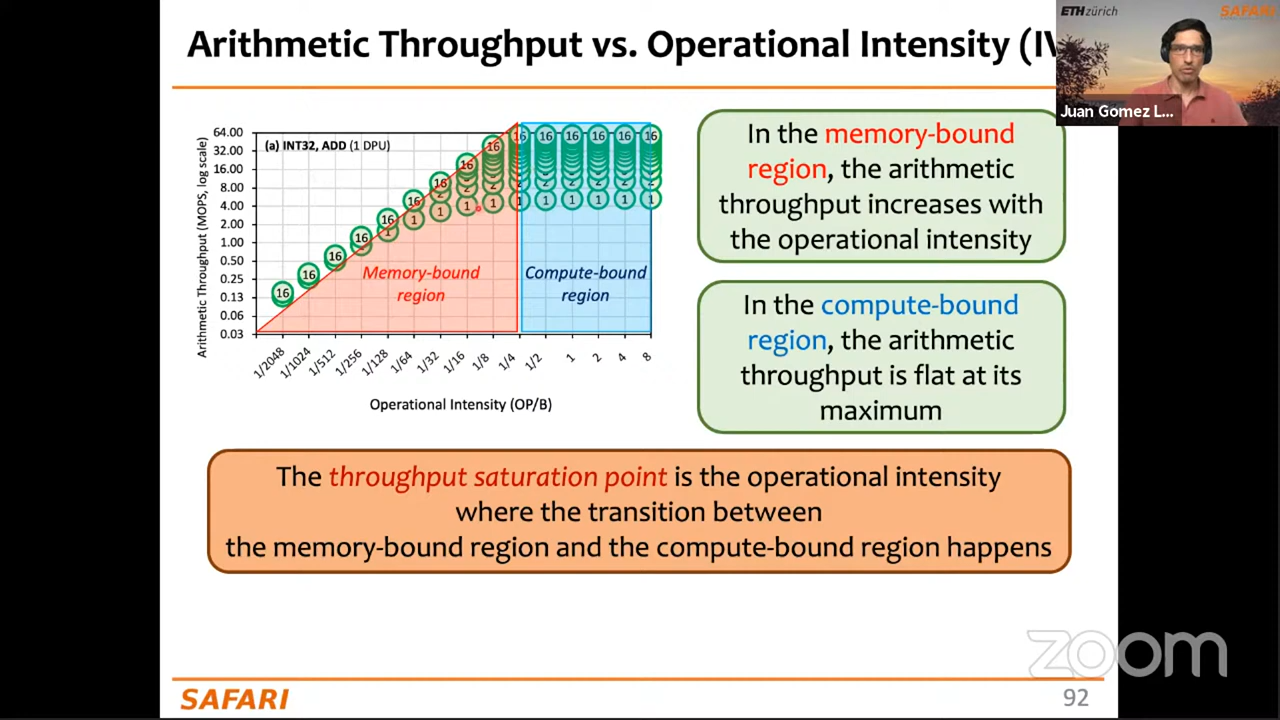 Arithmetic Throughput vs. Operational Intensity
ETH zürich
SAFARI
Juan Gomez L...
Arithmetic Throughput (MOPS, log scale)
64.00
32.00
16.00
8.00
4.00
2.00
1.00
0.50
0.25
0.13
0.06
0.03
(a) INT32, ADD (1 DPU)
Memory-bound
region
Compute-bound
region
1/2048 1/1024 1/512 1/256 1/128 1/64 1/32 1/16 1/8 1/4 1/2 1 2 4 8
Operational Intensity (OP/B)
In the memory-bound
region, the arithmetic
throughput increases with
the operational intensity
In the compute-bound
region, the arithmetic
throughput is flat at its
maximum
The throughput saturation point is the operational intensity
where the transition between
the memory-bound region and the compute-bound region happens
zoom
SAFARI
92